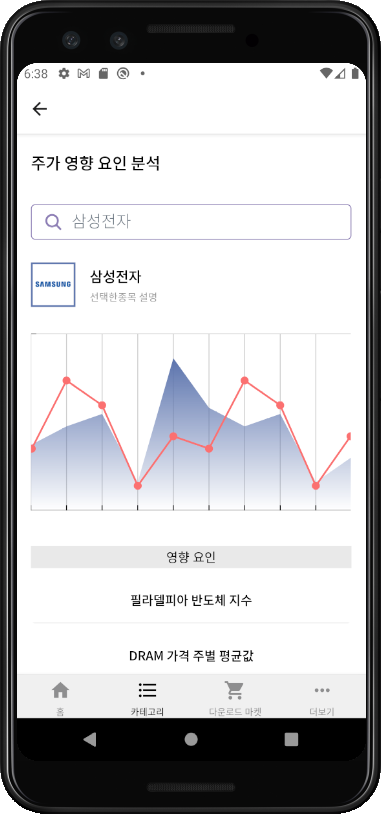 6:38
주가 영향 요인 분석
삼성전자
SAMSUNG
삼성전자
선택한종목 설명
영향 요인
필라델피아 반도체 지수
DRAM 가격 주별 평균값
홈
카테고리
다운로드 마켓
더보기